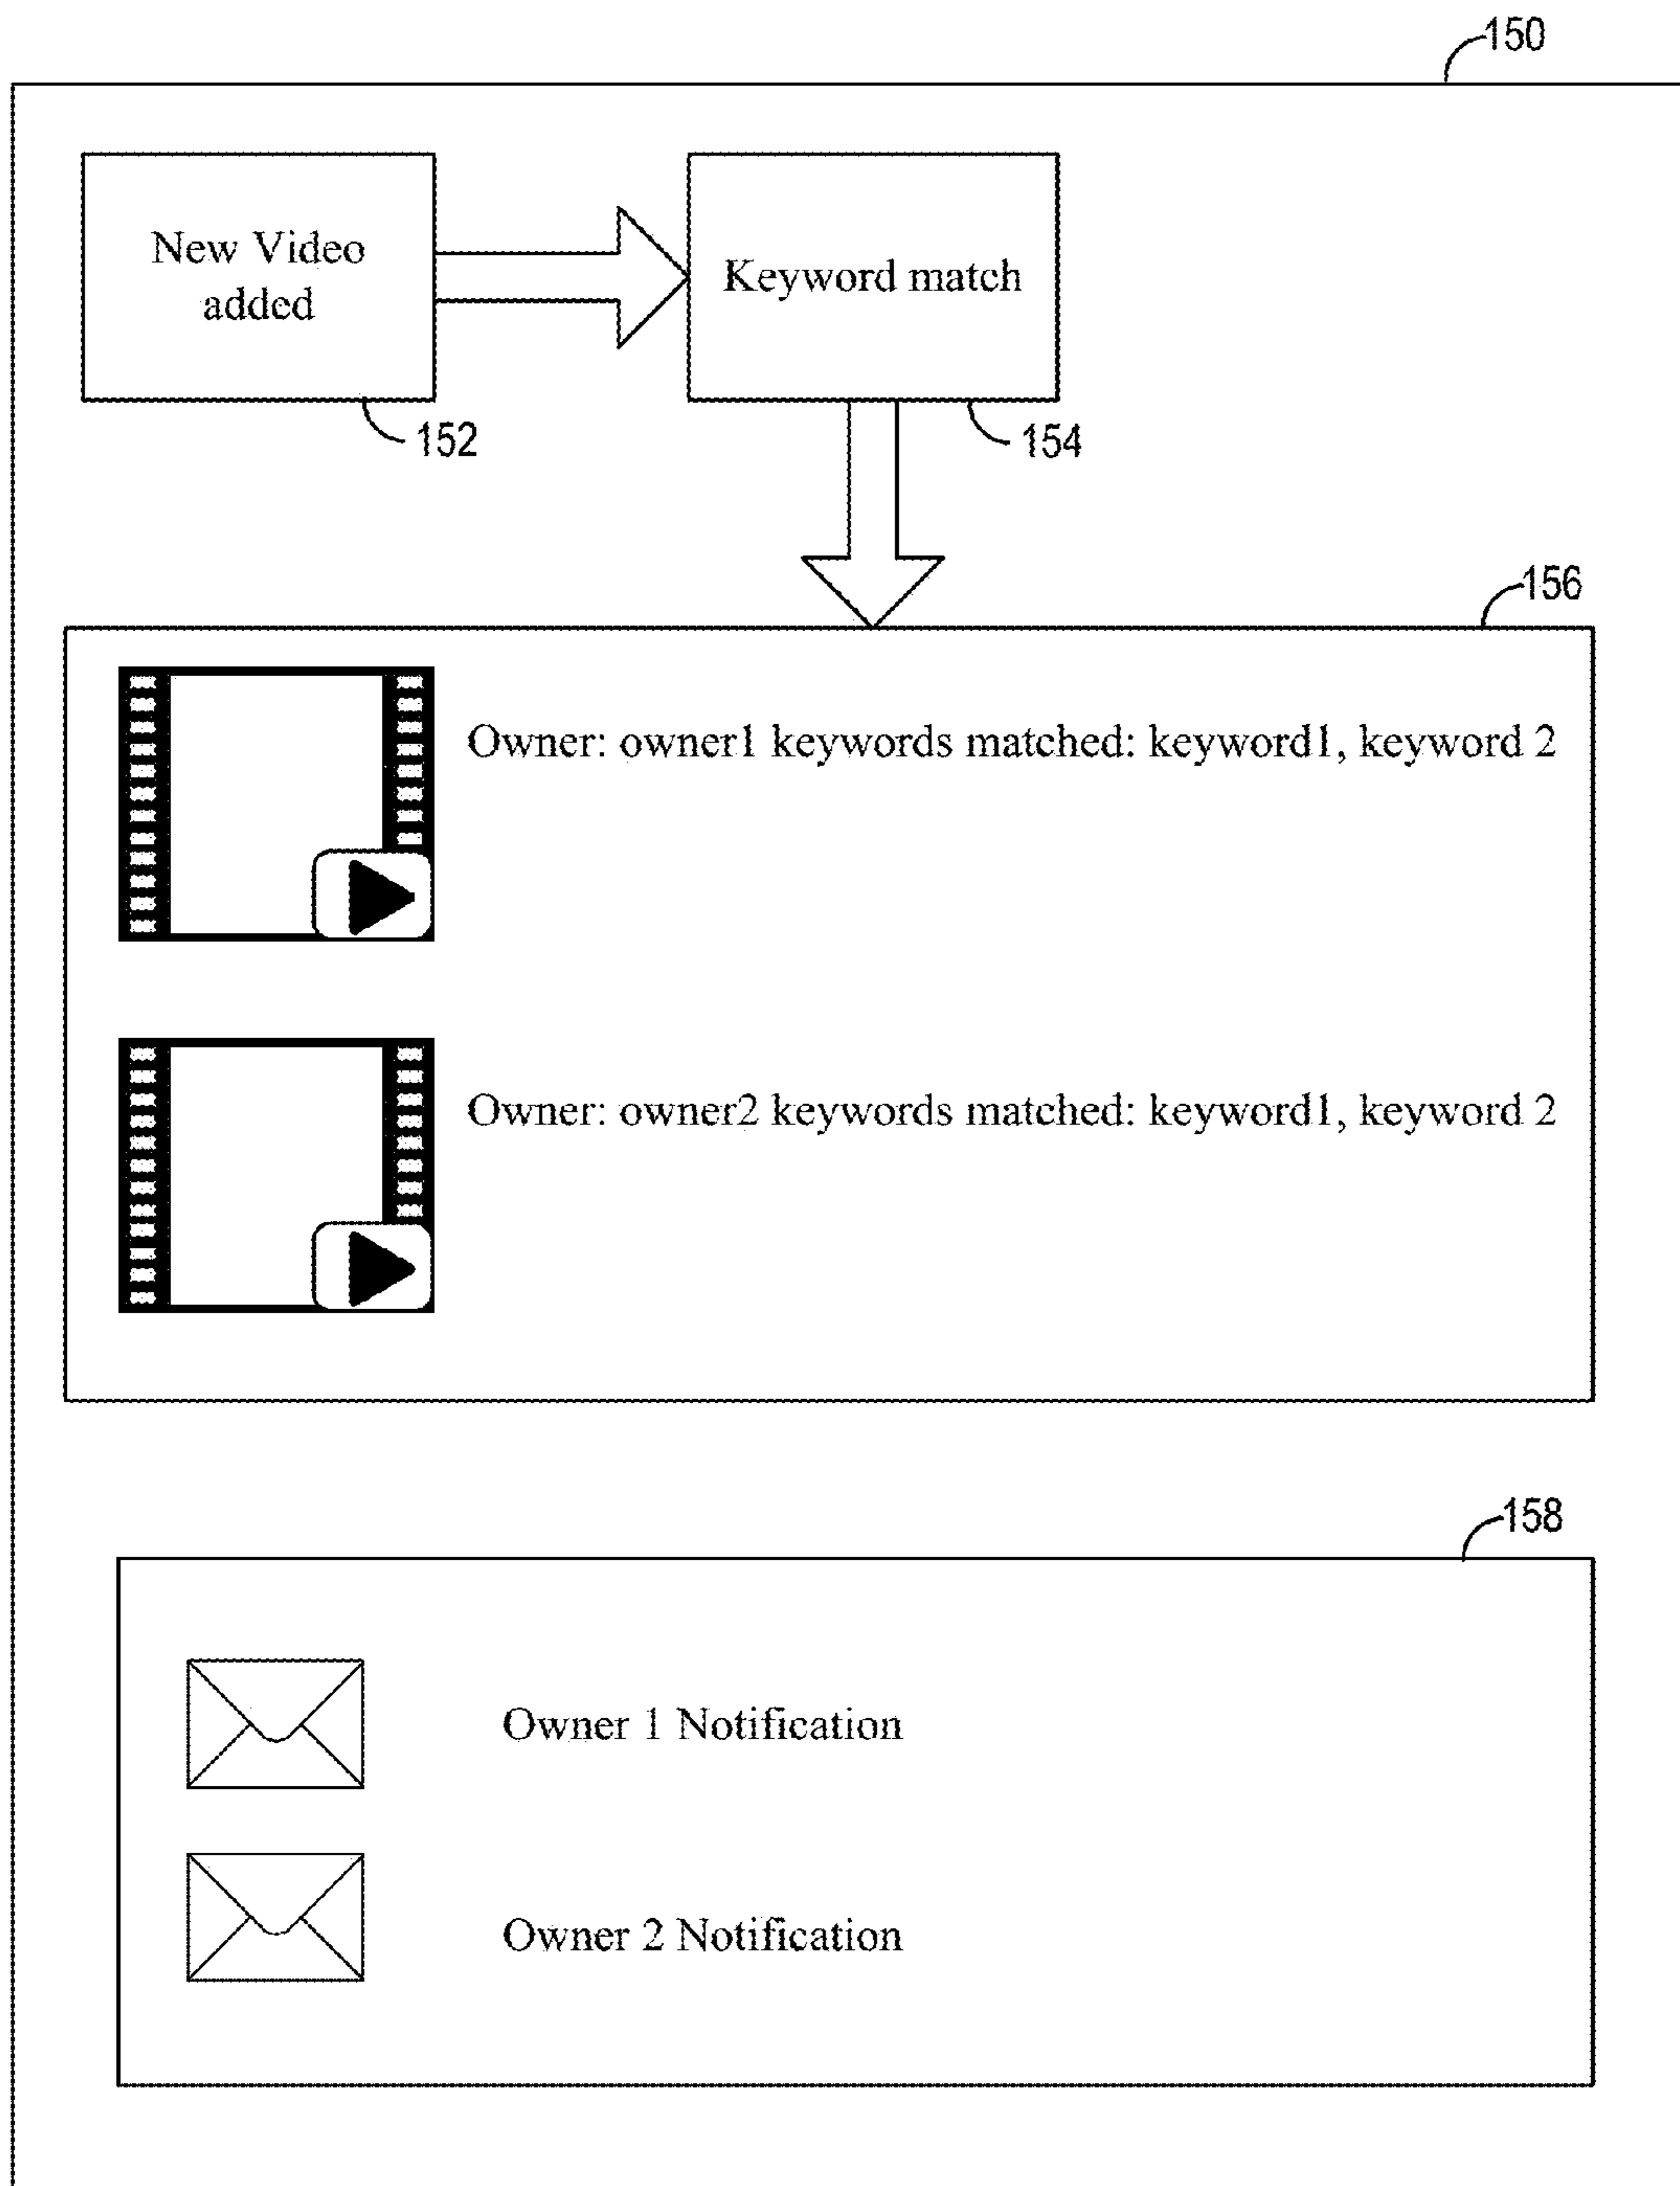 150
New Video
added
Keyword match
152
154
156
Owner: owner1 keywords matched: keyword1, keyword 2
Owner: owner2 keywords matched: keyword1, keyword 2
158
Owner 1 Notification
Owner 2 Notification